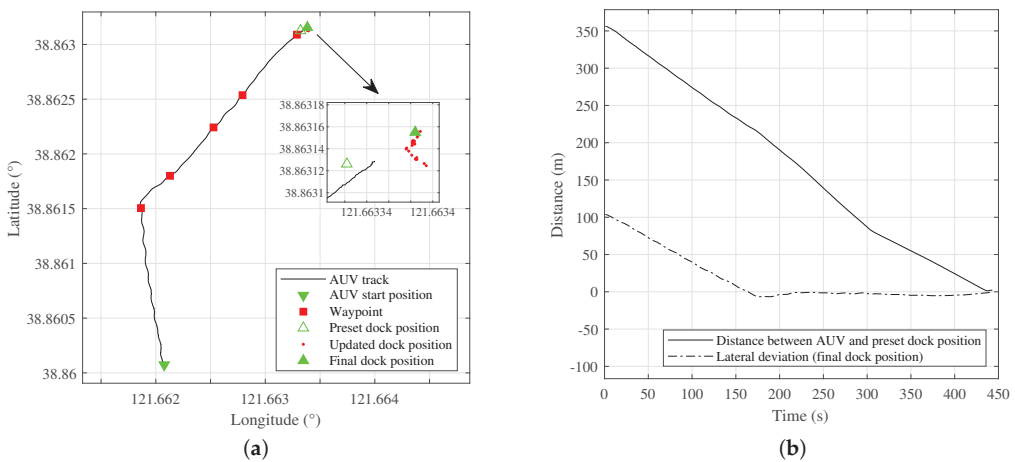 38.863
38.8625
38.862
38.8615
38.861
38.8605
38.86
Latitude (°)
121.662
121.663
121.664
Longitude (°)
38.86318
38.86316
38.86314
38.86312
38.8631
121.66334
121.6634
AUV track
AUV start position
Waypoint
Preset dock position
Updated dock position
Final dock position
(a)
350
300
250
200
150
100
50
0
-50
-100
Distance (m)
0
50
100
150
200
250
300
350
400
450
Time (s)
Distance between AUV and preset dock position
Lateral deviation (final dock position)
(b)